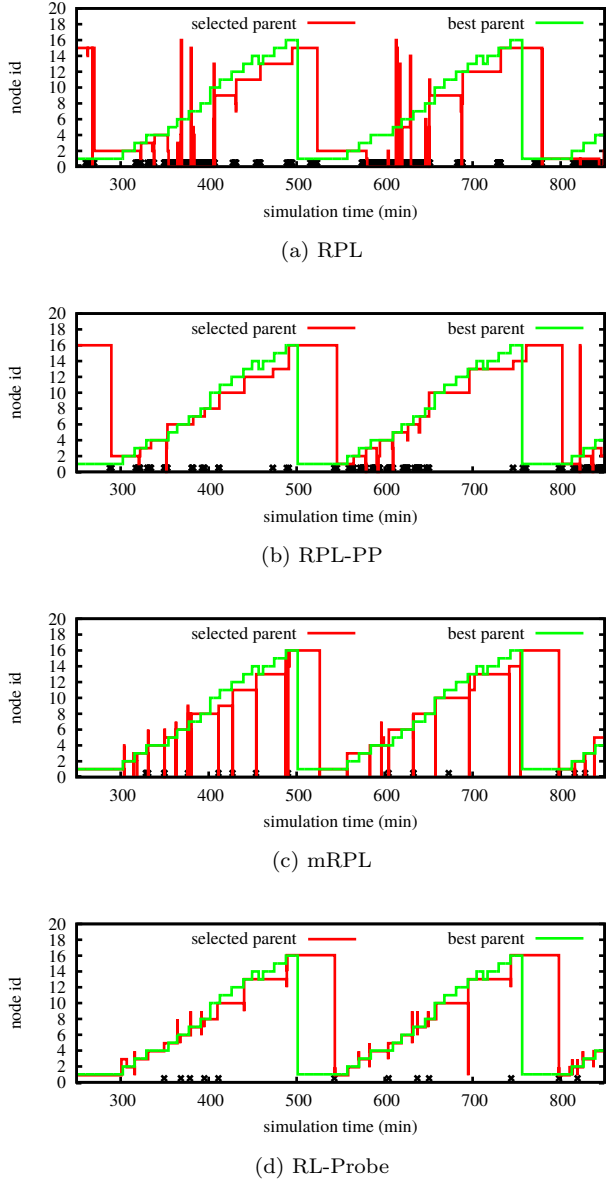 selected parent best parent
20
18
16
14
12
10
8
6
4
2
0
node id
300 400 500 600 700 800
simulation time (min)
(a) RPL
selected parent best parent
20
18
16
14
12
10
8
6
4
2
0
node id
300 400 500 600 700 800
simulation time (min)
(b) RPL-PP
selected parent best parent
20
18
16
14
12
10
8
6
4
2
0
node id
300 400 500 600 700 800
simulation time (min)
(c) mRPL
selected parent best parent
20
18
16
14
12
10
8
6
4
2
0
node id
300 400 500 600 700 800
simulation time (min)
(d) RL-Probe